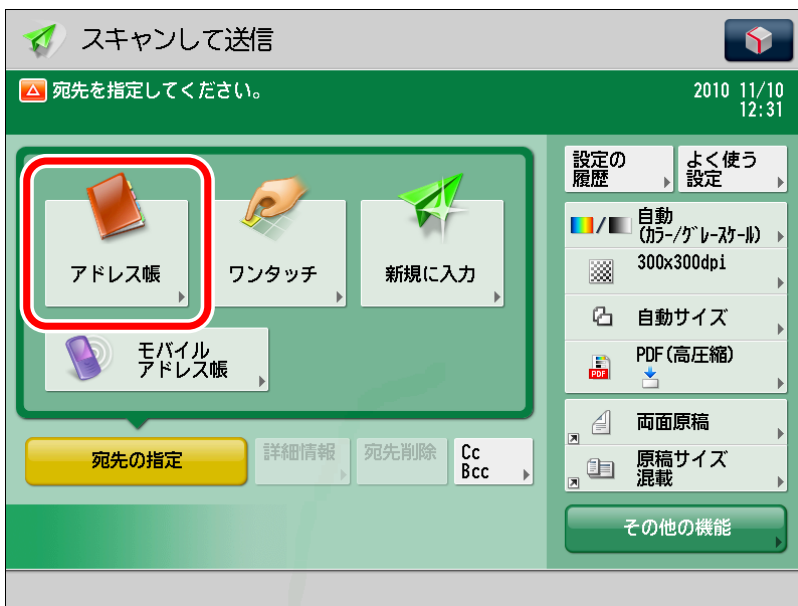 スキャンして送信
宛先を指定してください。
2010 11/10
12:31
アドレス帳
ワンタッチ
新規に入力
モバイル
アドレス帳
宛先の指定
詳細情報
宛先削除
Cc
Bcc
設定の
履歴
よく使う
設定
自動
(ｶﾗｰ/ｸﾞﾚｰｽｹｰﾙ)
300x300dpi
自動サイズ
PDF
PDF(高圧縮)
両面原稿
原稿サイズ
混載
その他の機能